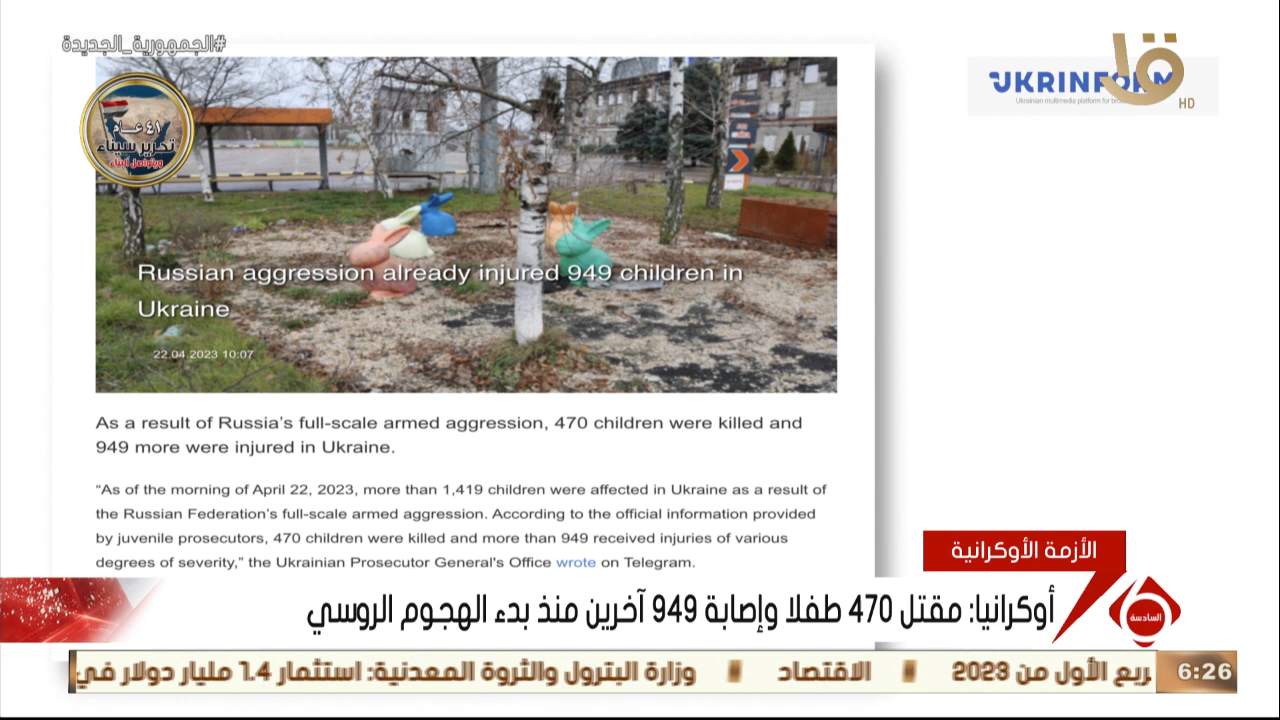 #الجمهورية_الجديدة
UKRINFORM
Ukrainian multimedia platform for
HD
٤١ عــام
تحرير سيناء
ويتواصل البناء
Russian aggression already injured 949 children in
Ukraine
22.04.2023 10:07
As a result of Russia's full-scale armed aggression, 470 children were killed and
949 more were injured in Ukraine.
“As of the morning of April 22, 2023, more than 1,419 children were affected in Ukraine as a result of
the Russian Federation's full-scale armed aggression. According to the official information provided
by juvenile prosecutors, 470 children were killed and more than 949 received injuries of various
degrees of severity,” the Ukrainian Prosecutor General's Office wrote on Telegram.
الأزمة الأوكرانية
أوكرانيا: مقتل 470 طفلا وإصابة 949 آخرين منذ بدء الهجوم الروسي
السادسة
ربع الأول من 2023 الاقتصاد وزارة البترول والثروة المعدنية: استثمار 1.4 مليار دولار في
6:26